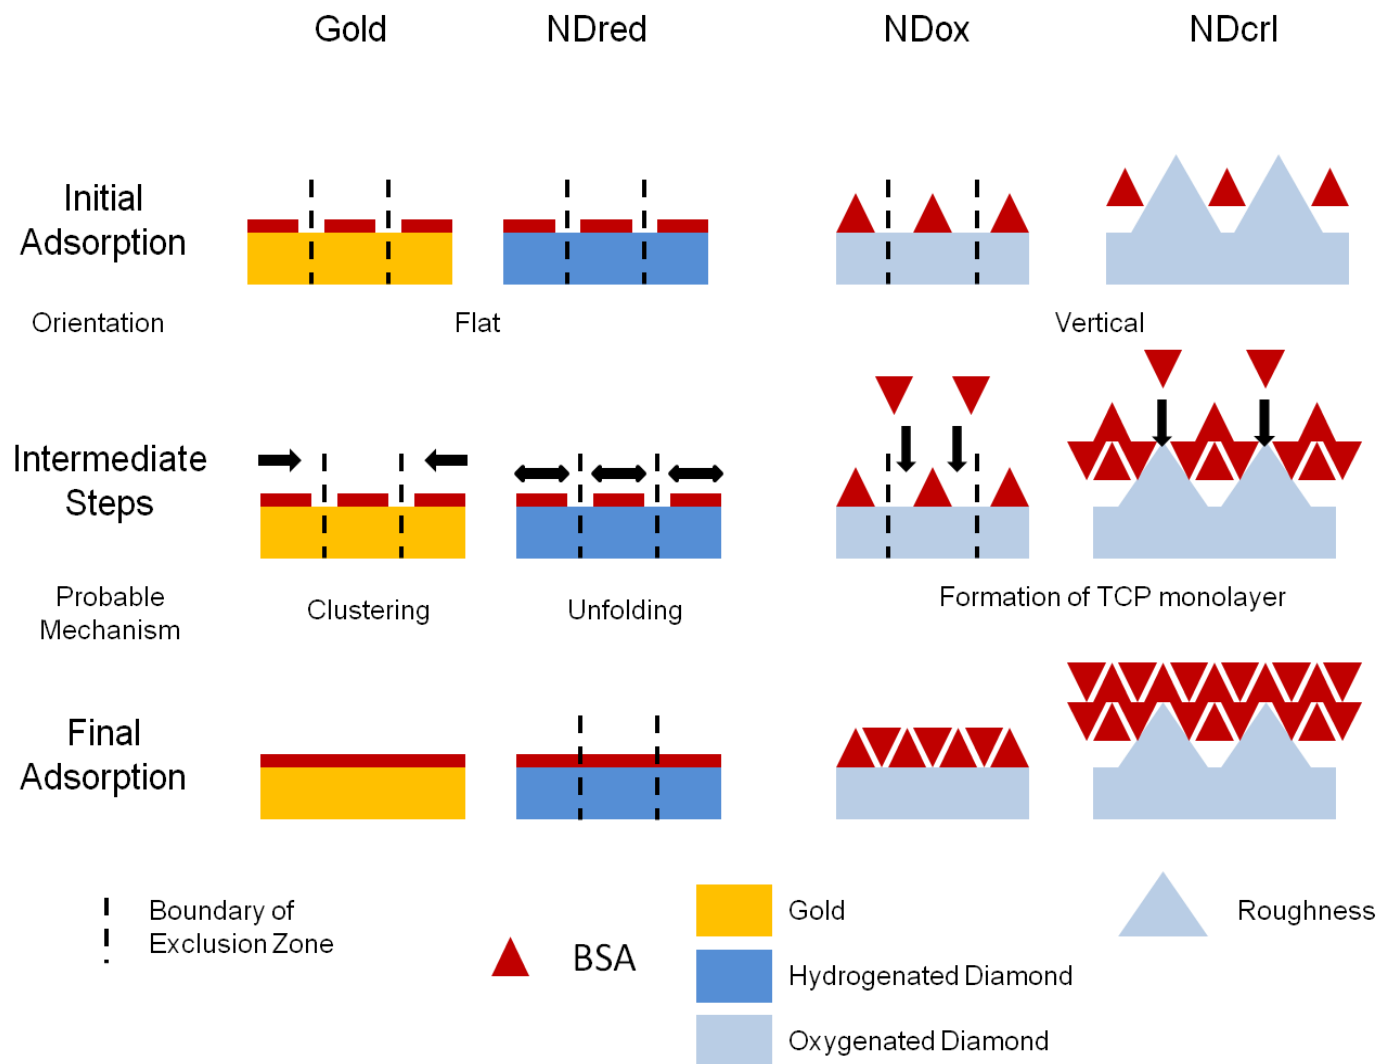 Gold NDred NDox NDcrl
Initial
Adsorption
Orientation Flat Vertical
Intermediate
Steps
Probable
Mechanism
Clustering Unfolding Formation of TCP monolayer
Final
Adsorption
Boundary of
Exclusion Zone
BSA
Gold
Hydrogenated Diamond
Oxygenated Diamond
Roughness